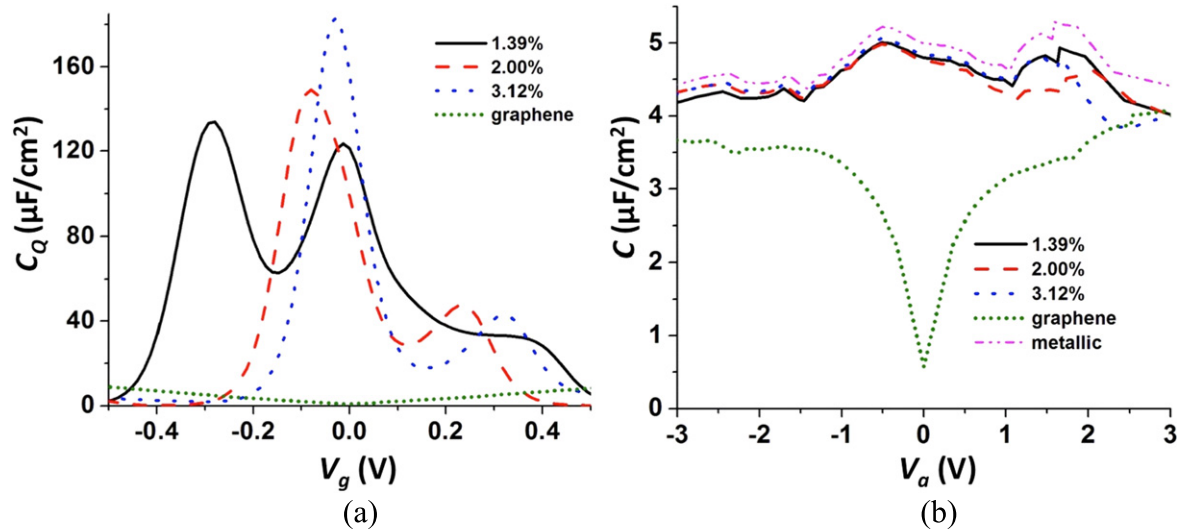 160
120
80
40
0
C_Q (µF/cm²)
1.39%
2.00%
3.12%
graphene
-0.4 -0.2 0.0 0.2 0.4
V_g (V)
(a)
5
4
3
2
1
0
C (µF/cm²)
1.39%
2.00%
3.12%
graphene
metallic
-3 -2 -1 0 1 2 3
V_a (V)
(b)